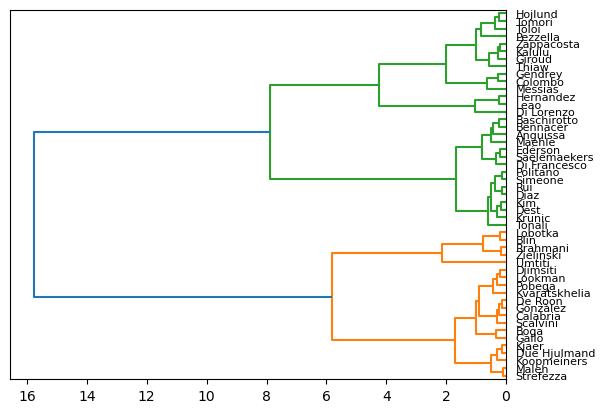 Hojlund
Tomori
Toloi
Pezzella
Zappacosta
Kalulu
Giroud
Thiaw
Gendrey
Colombo
Messias
Hernandez
Leao
Di Lorenzo
Baschirotto
Bennacer
Anguissa
Maehle
Ederson
Saelemaekers
Di Francesco
Politano
Simeone
Rui
Diaz
Kim
Dest
Krunic
Tonali
Lobotka
Blin
Rrahmani
Zielinski
Umtiti
Djimsiti
Lookman
Pobega
Kvaratskhelia
De Roon
Gonzalez
Calabria
Scalvini
Boga
Gallo
Kjaer
Due Hjulmand
Koopmeiners
Maleh
Strefezza
16 14 12 10 8 6 4 2 0